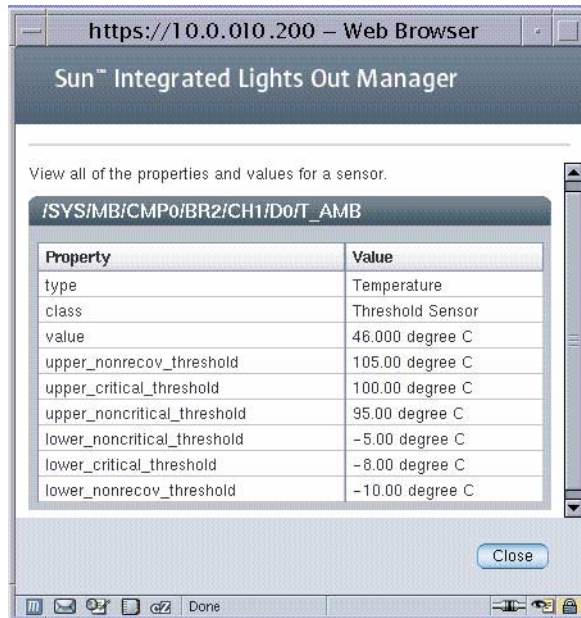 https://10.0.010.200 – Web Browser
Sun™ Integrated Lights Out Manager
View all of the properties and values for a sensor.
/SYS/MB/CMP0/BR2/CH1/D0/T_AMB
Property Value
type Temperature
class Threshold Sensor
value 46.000 degree C
upper_nonrecov_threshold 105.00 degree C
upper_critical_threshold 100.00 degree C
upper_noncritical_threshold 95.00 degree C
lower_noncritical_threshold -5.00 degree C
lower_critical_threshold -8.00 degree C
lower_nonrecov_threshold -10.00 degree C
Close
Done